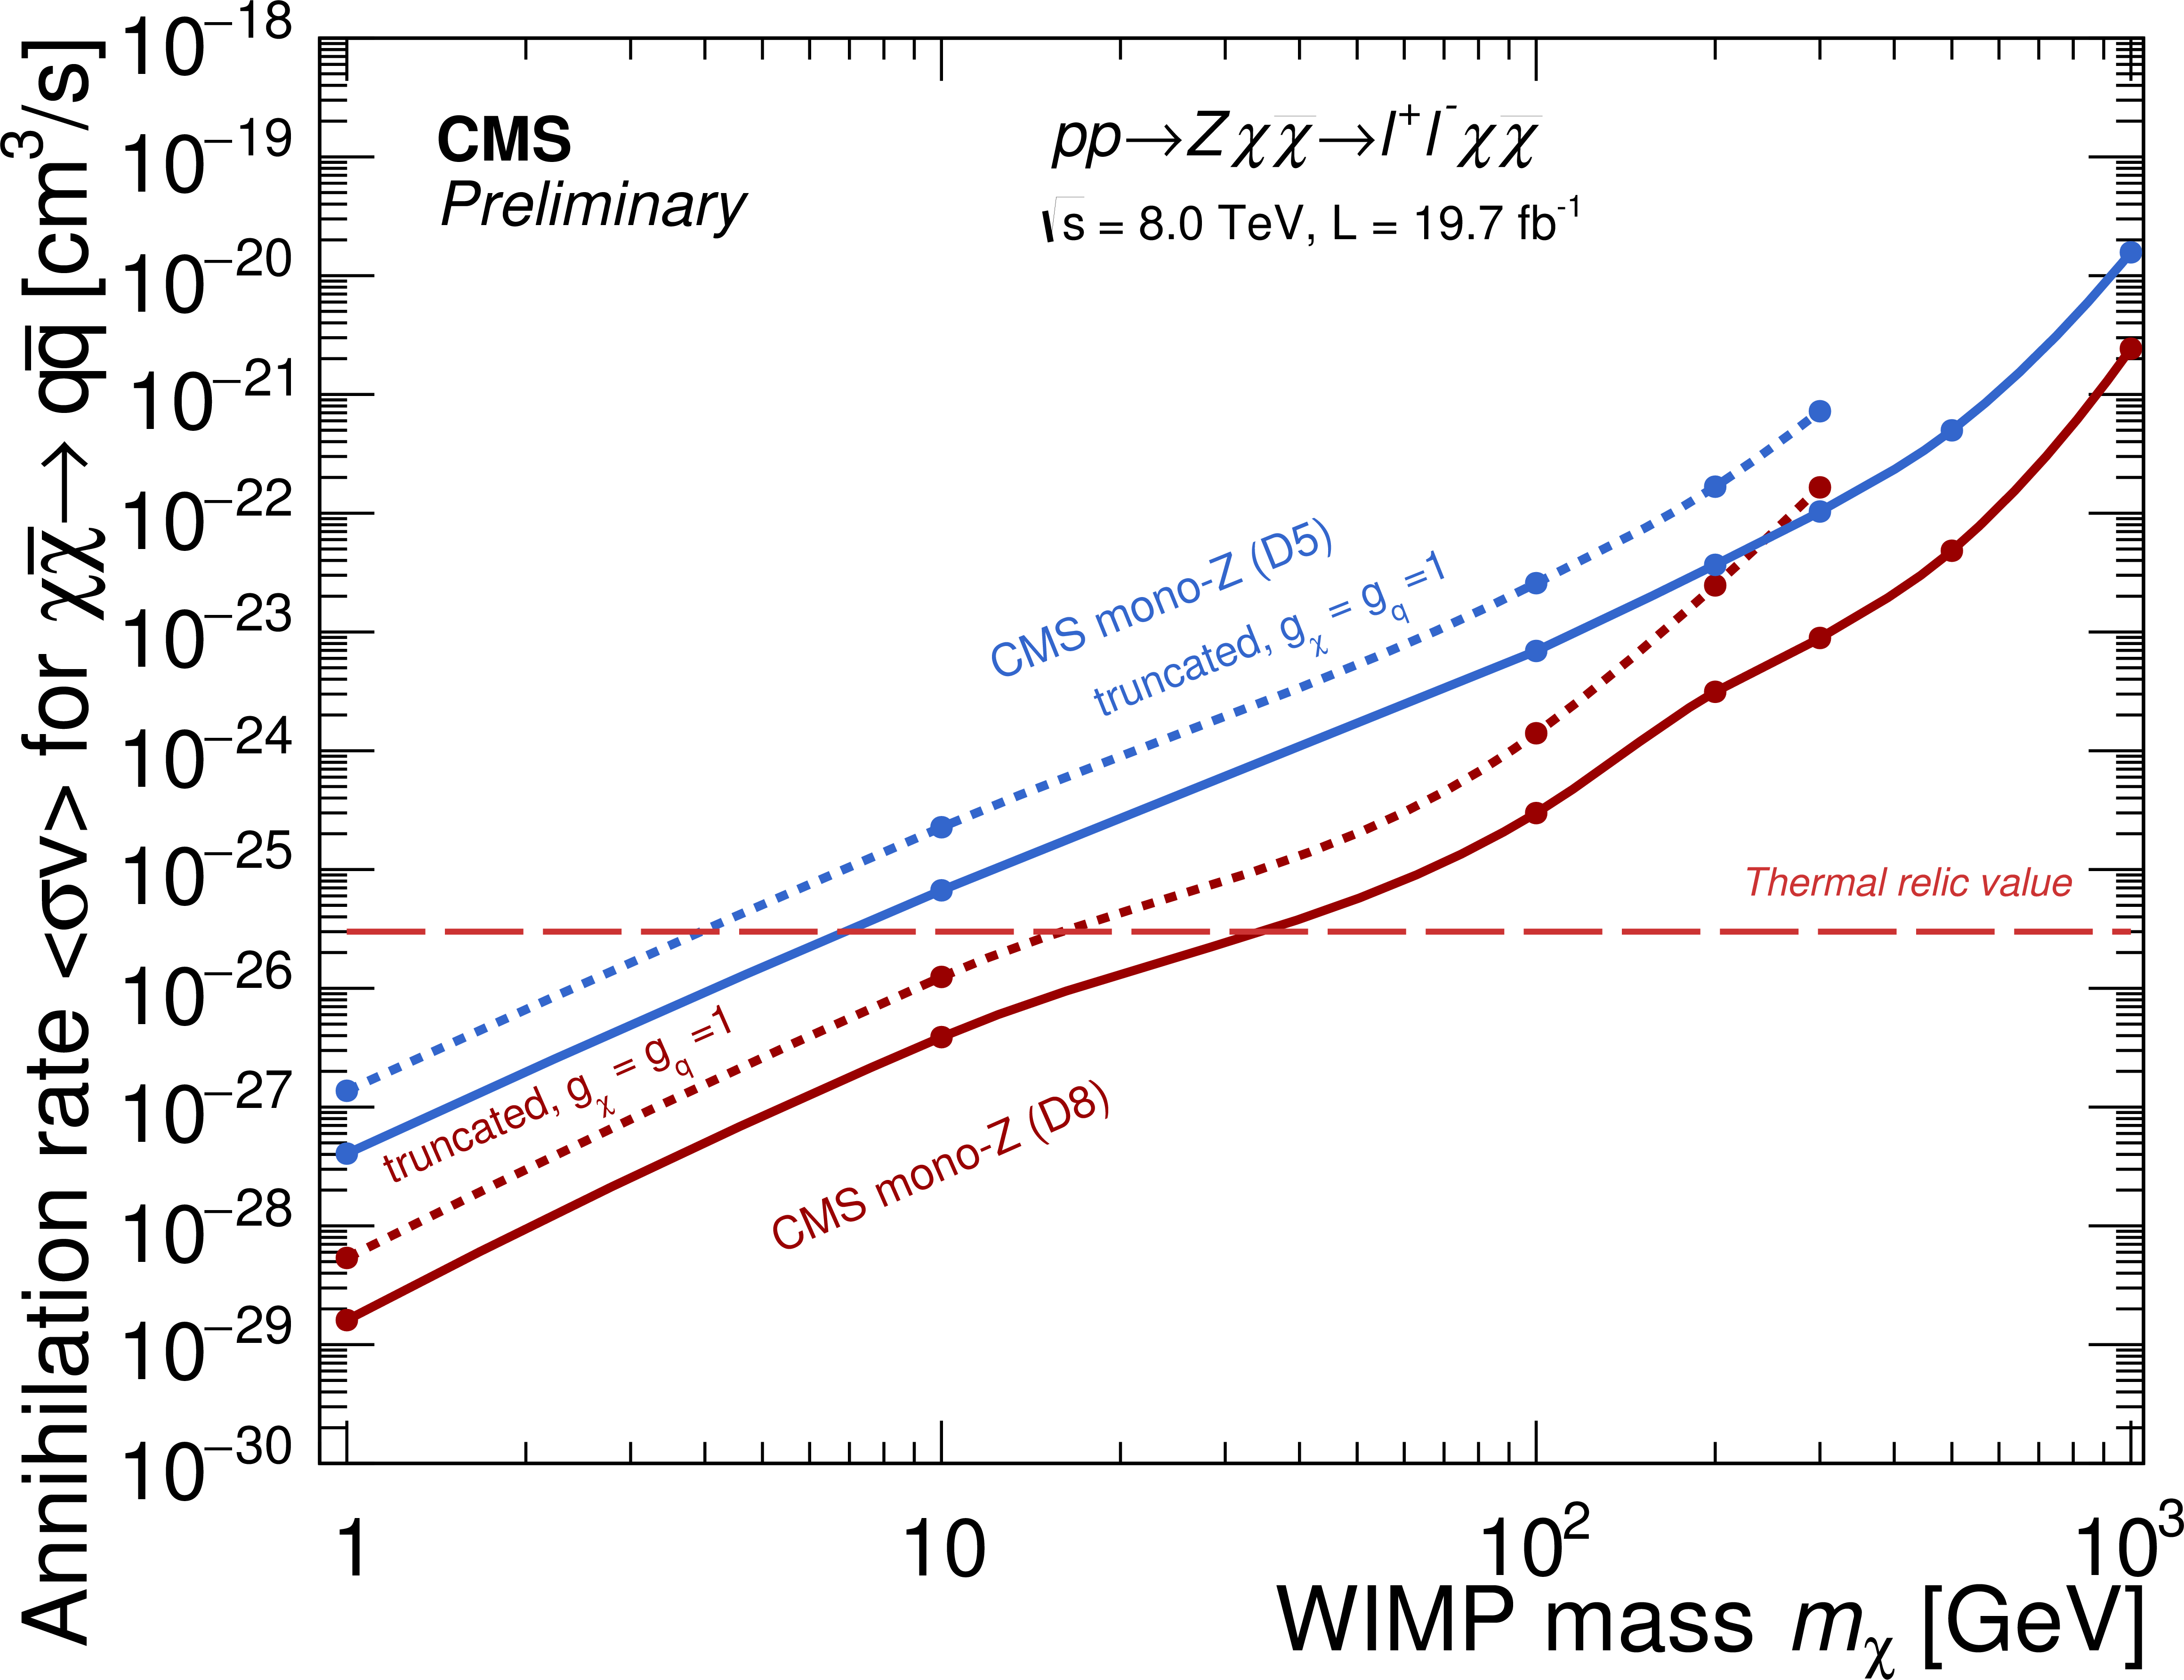 Annihilation rate <σv> for χχ̅→ qq̅ [cm³/s]
10⁻¹⁸
10⁻¹⁹
10⁻²⁰
10⁻²¹
10⁻²²
10⁻²³
10⁻²⁴
10⁻²⁵
10⁻²⁶
10⁻²⁷
10⁻²⁸
10⁻²⁹
10⁻³⁰
CMS
Preliminary
pp→Zχχ̅→l⁺l⁻χχ̅
√s = 8.0 TeV, L = 19.7 fb⁻¹
CMS mono-Z (D5)
truncated, g_χ = g_q =1
Thermal relic value
truncated, g_χ = g_q =1
CMS mono-Z (D8)
1 10 10² 10³
WIMP mass m_χ [GeV]